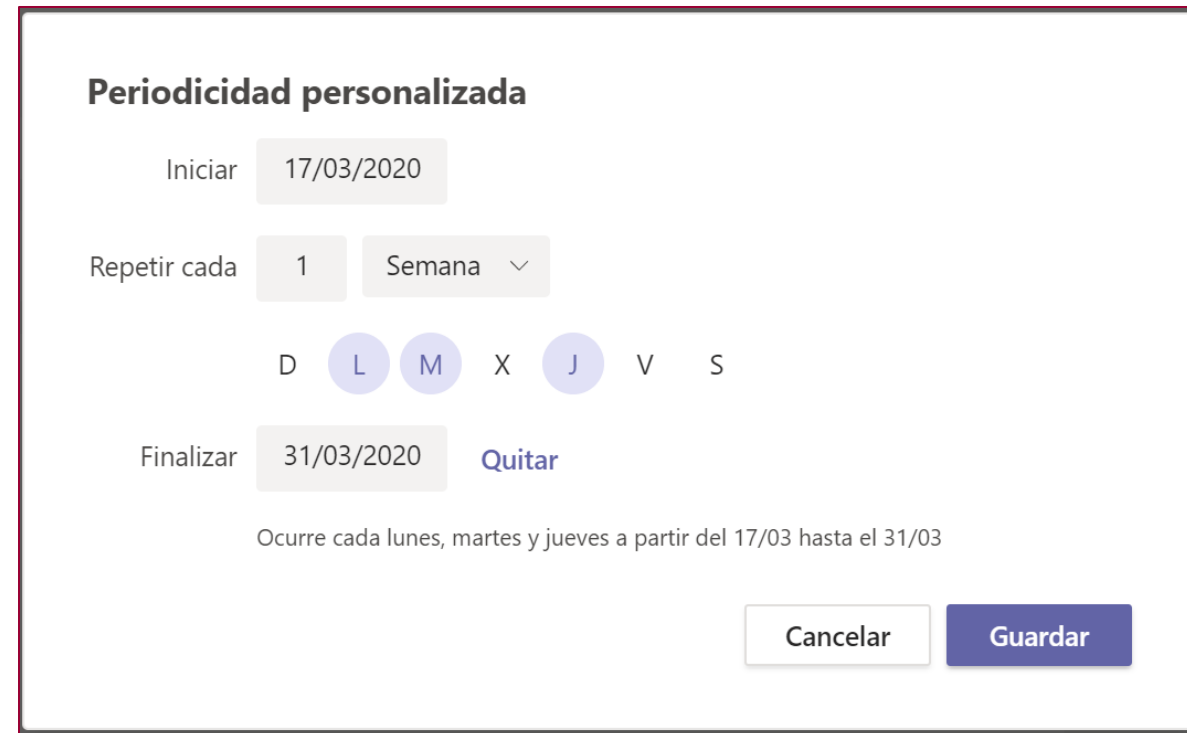 Periodicidad personalizada
Iniciar 17/03/2020
Repetir cada 1 Semana
D L M X J V S
Finalizar 31/03/2020 Quitar
Ocurre cada lunes, martes y jueves a partir del 17/03 hasta el 31/03
Cancelar Guardar